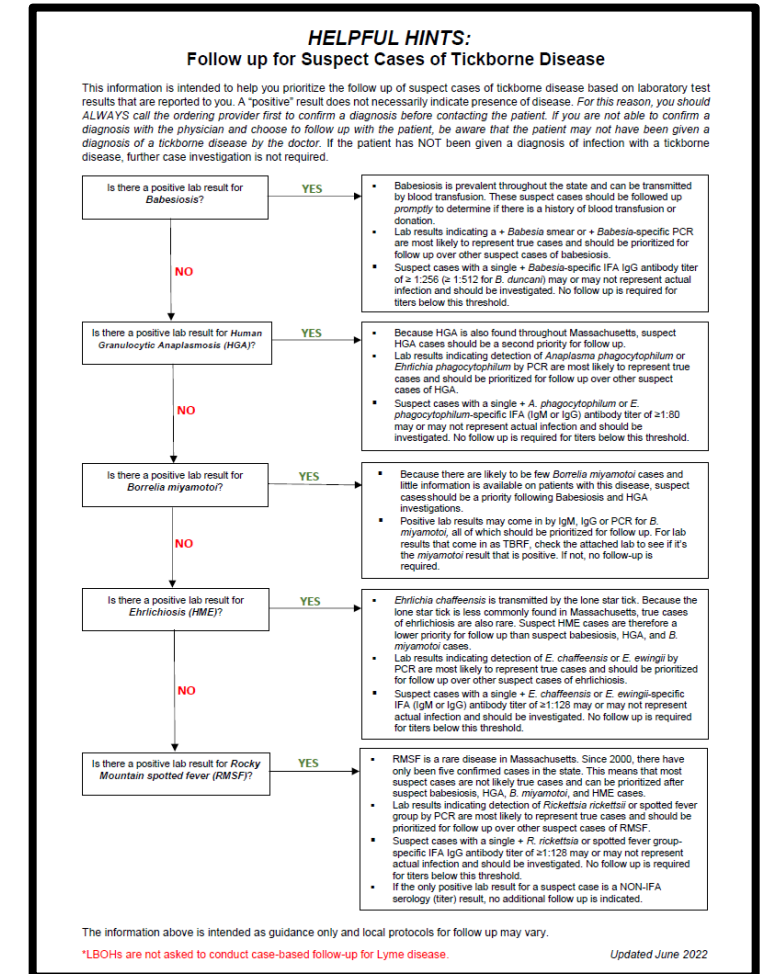 HELPFUL HINTS:
Follow up for Suspect Cases of Tickborne Disease
This information is intended to help you prioritize the follow up of suspect cases of tickborne disease based on laboratory test
results that are reported to you. A "positive" result does not necessarily indicate presence of disease. For this reason, you should
ALWAYS call the ordering provider first to confirm a diagnosis before contacting the patient. If you are not able to confirm a
diagnosis with the physician and choose to follow up with the patient, be aware that the patient may not have been given a
diagnosis of a tickborne disease by the doctor. If the patient has NOT been given a diagnosis of infection with a tickborne
disease, further case investigation is not required.
Is there a positive lab result for
Babesiosis?
YES
▪ Babesiosis is prevalent throughout the state and can be transmitted
by blood transfusion. These suspect cases should be followed up
promptly to determine if there is a history of blood transfusion or
donation.
▪ Lab results indicating a + Babesia smear or + Babesia-specific PCR
are most likely to represent true cases and should be prioritized for
follow up over other suspect cases of babesiosis.
▪ Suspect cases with a single + Babesia-specific IFA IgG antibody titer
of ≥ 1:256 (≥ 1:512 for B. duncani) may or may not represent actual
infection and should be investigated. No follow up is required for
titers below this threshold.
NO
Is there a positive lab result for Human
Granulocytic Anaplasmosis (HGA)?
YES
▪ Because HGA is also found throughout Massachusetts, suspect
HGA cases should be a second priority for follow up.
▪ Lab results indicating detection of Anaplasma phagocytophilum or
Ehrlichia phagocytophilum by PCR are most likely to represent true
cases and should be prioritized for follow up over other suspect cases
of HGA.
▪ Suspect cases with a single + A. phagocytophilum or E.
phagocytophilum-specific IFA (IgM or IgG) antibody titer of ≥1:80
may or may not represent actual infection and should be
investigated. No follow up is required for titers below this threshold.
NO
Is there a positive lab result for
Borrelia miyamotoi?
YES
▪ Because there are likely to be few Borrelia miyamotoi cases and
little information is available on patients with this disease, suspect
cases should be a priority following Babesiosis and HGA
investigations.
▪ Positive lab results may come in by IgM, IgG or PCR for B.
miyamotoi, all of which should be prioritized for follow up. For lab
results that come in as TBRF, check the attached lab to see if it's
the miyamotoi result that is positive. If not, no follow-up is
required.
NO
Is there a positive lab result for
Ehrlichiosis (HME)?
YES
▪ Ehrlichia chaffeensis is transmitted by the lone star tick. Because the
lone star tick is less commonly found in Massachusetts, true cases
of ehrlichiosis are also rare. Suspect HME cases are therefore a
lower priority for follow up than suspect babesiosis, HGA, and B.
miyamotoi cases.
▪ Lab results indicating detection of E. chaffeensis or E. ewingii by
PCR are most likely to represent true cases and should be prioritized
for follow up over other suspect cases of ehrlichiosis.
▪ Suspect cases with a single + E. chaffeensis or E. ewingii-specific
IFA (IgM or IgG) antibody titer of ≥1:128 may or may not represent
actual infection and should be investigated. No follow up is required
for titers below this threshold.
NO
Is there a positive lab result for Rocky
Mountain spotted fever (RMSF)?
YES
▪ RMSF is a rare disease in Massachusetts. Since 2000, there have
only been five confirmed cases in the state. This means that most
suspect cases are not likely true cases and can be prioritized after
suspect babesiosis, HGA, B. miyamotoi, and HME cases.
▪ Lab results indicating detection of Rickettsia rickettsii or spotted fever
group by PCR are most likely to represent true cases and should be
prioritized for follow up over other suspect cases of RMSF.
▪ Suspect cases with a single + R. rickettsia or spotted fever group-
specific IFA IgG antibody titer of ≥1:128 may or may not represent
actual infection and should be investigated. No follow up is required
for titers below this threshold.
▪ If the only positive lab result for a suspect case is a NON-IFA
serology (titer) result, no additional follow up is indicated.
The information above is intended as guidance only and local protocols for follow up may vary.
*LBOHs are not asked to conduct case-based follow-up for Lyme disease.
Updated June 2022